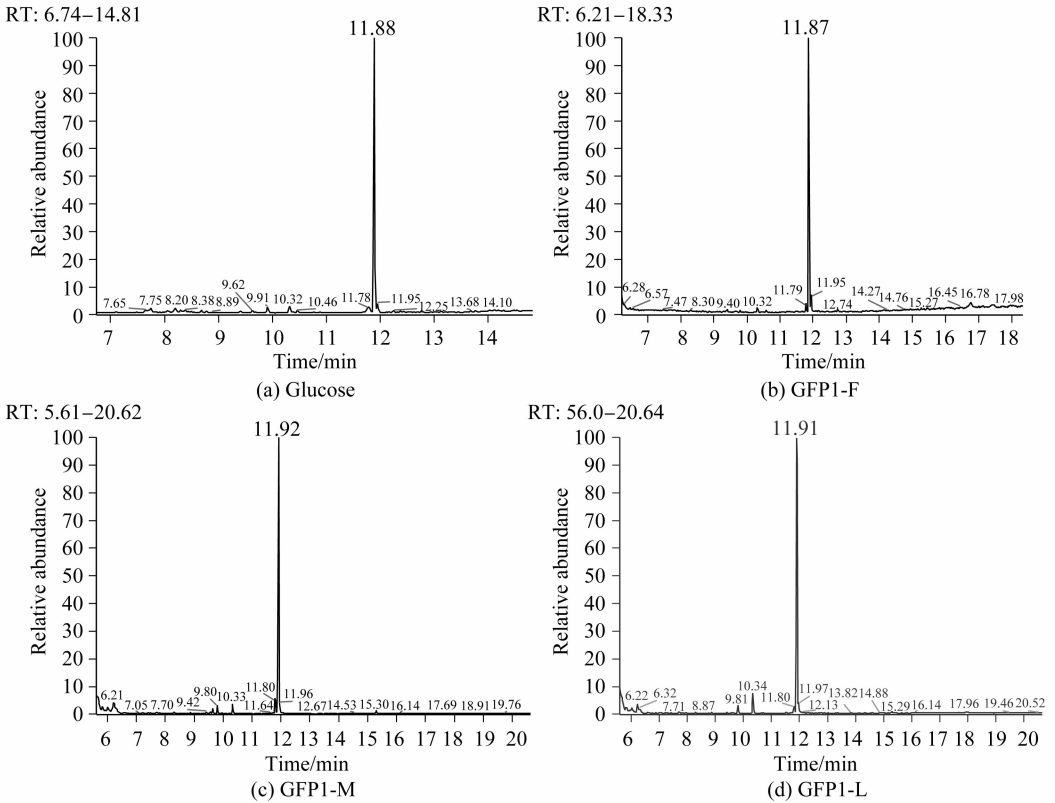 RT: 6.74–14.81
11.88
100
90
80
70
60
50
40
30
20
10
0
Relative abundance
7.65 7.75 8.20 8.38 8.89 9.62 9.91 10.32 10.46 11.78 11.95 12.25 13.68 14.10
7 8 9 10 11 12 13 14
Time/min
(a) Glucose
RT: 6.21–18.33
11.87
100
90
80
70
60
50
40
30
20
10
0
Relative abundance
6.28 6.57 7.47 8.30 9.40 10.32 11.79 11.95 12.74 14.27 14.76 15.27 16.45 16.78 17.98
7 8 9 10 11 12 13 14 15 16 17 18
Time/min
(b) GFP1-F
RT: 5.61–20.62
11.92
100
90
80
70
60
50
40
30
20
10
0
Relative abundance
6.21 7.05 7.70 9.42 9.80 10.33 11.64 11.80 11.96 12.67 14.53 15.30 16.14 17.69 18.91 19.76
6 7 8 9 10 11 12 13 14 15 16 17 18 19 20
Time/min
(c) GFP1-M
RT: 56.0–20.64
11.91
100
90
80
70
60
50
40
30
20
10
0
Relative abundance
6.22 6.32 7.71 8.87 9.81 10.34 11.80 11.97 12.13 13.82 14.88 15.29 16.14 17.96 19.46 20.52
6 7 8 9 10 11 12 13 14 15 16 17 18 19 20
Time/min
(d) GFP1-L